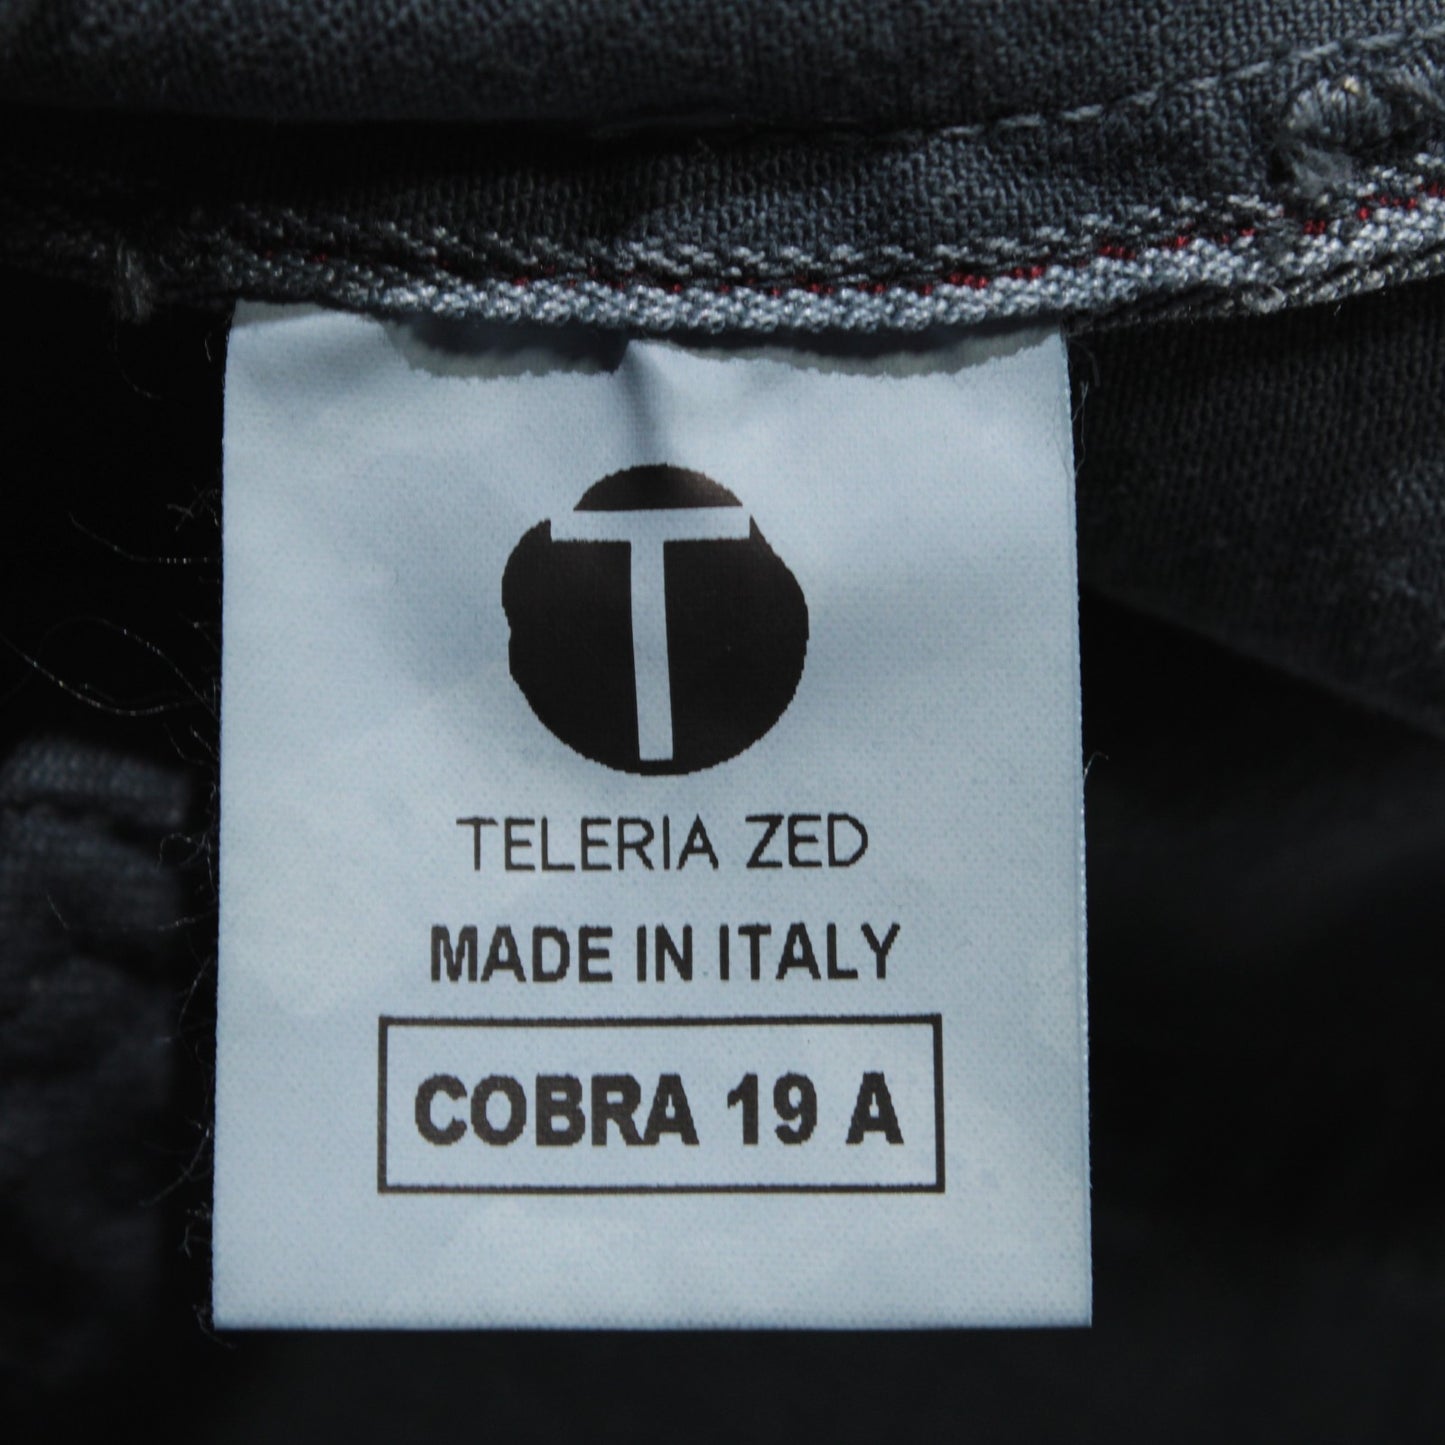 T
TELERIA ZED
MADE IN ITALY
COBRA 19 A